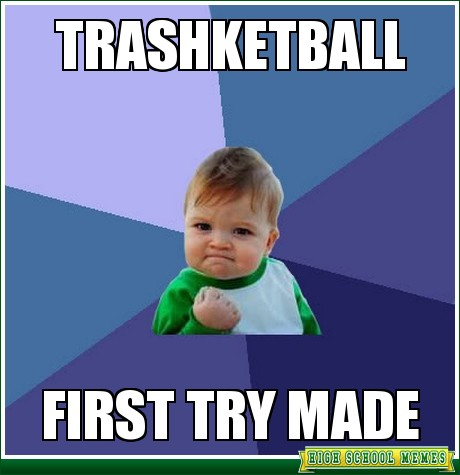 TRASHKETBALL
FIRST TRY MADE
HIGH SCHOOL MEMES